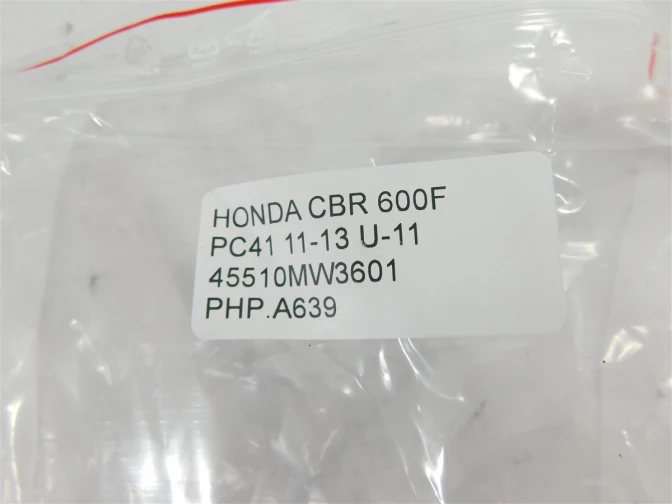 HONDA CBR 600F
PC41 11-13 U-11
45510MW3601
PHP.A639